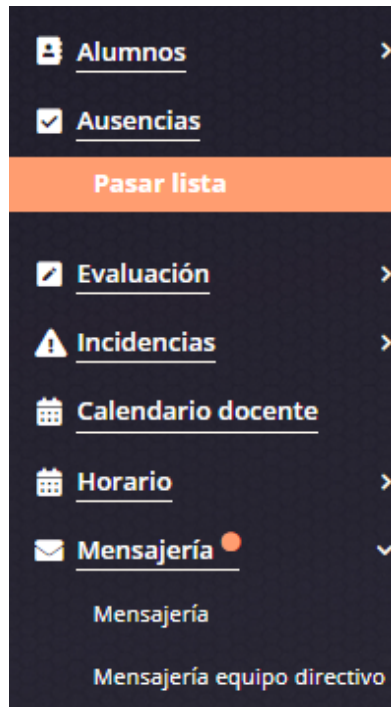 Alumnos
Ausencias
Pasar lista
Evaluación
Incidencias
Calendario docente
Horario
Mensajería
Mensajería
Mensajería equipo directivo